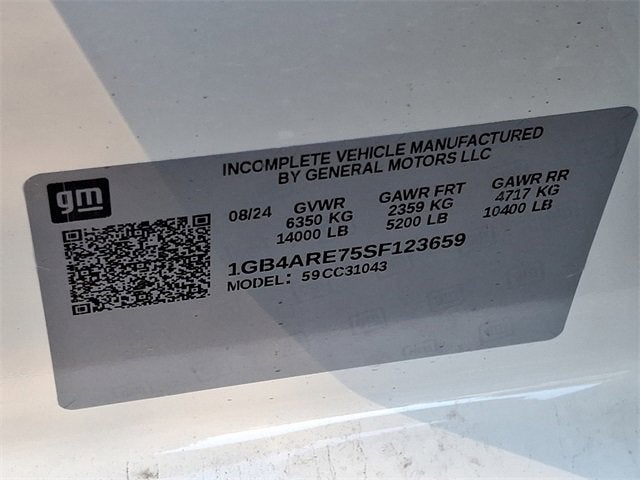 gm
INCOMPLETE VEHICLE MANUFACTURED
BY GENERAL MOTORS LLC
08/24 GVWR GAWR FRT GAWR RR
6350 KG 2359 KG 4717 KG
14000 LB 5200 LB 10400 LB
1GB4ARE75SF123659
MODEL: 59CC31043